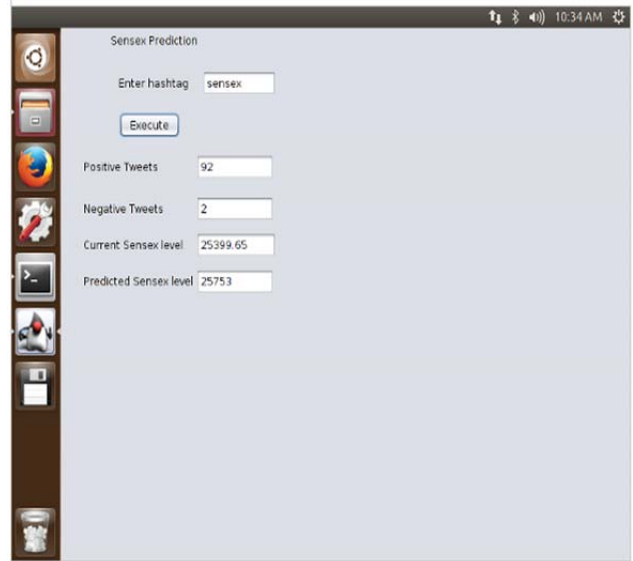 10:34 AM
Sensex Prediction
Enter hashtag sensex
Execute
Positive Tweets 92
Negative Tweets 2
Current Sensex level 25399.65
Predicted Sensex level 25753